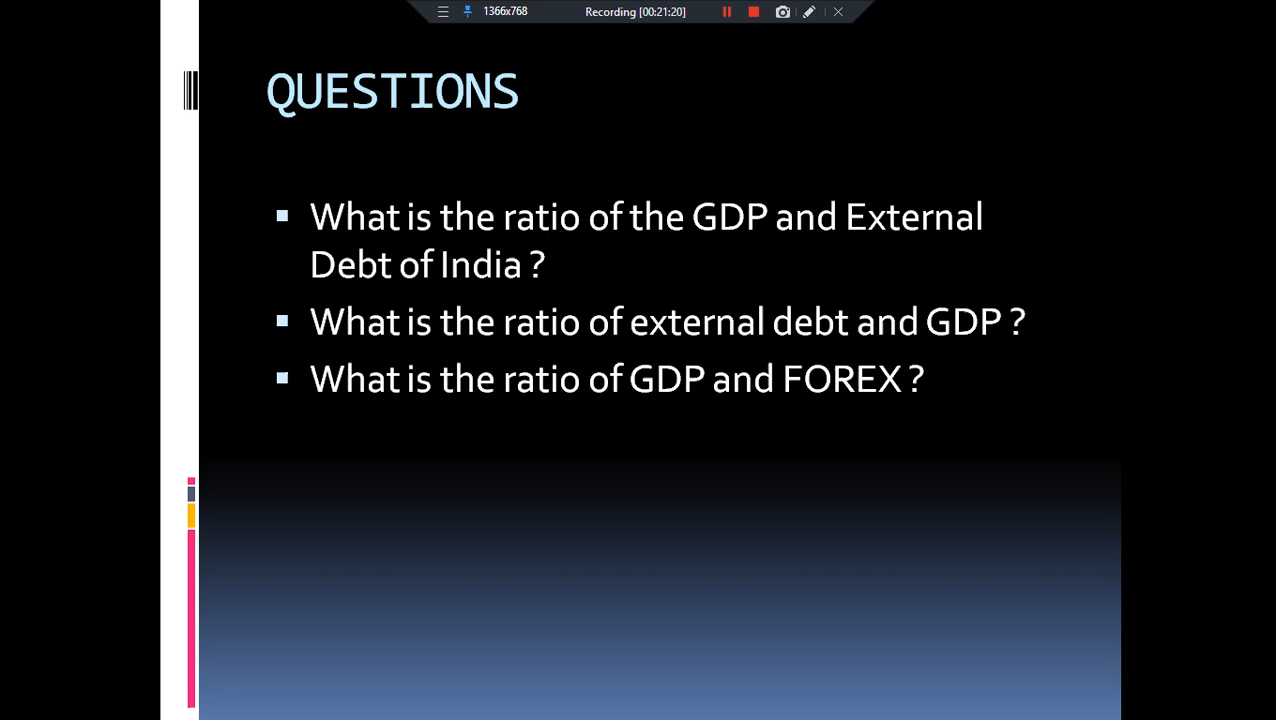 1366x768
Recording [00:21:20]
QUESTIONS
What is the ratio of the GDP and External
Debt of India ?
What is the ratio of external debt and GDP ?
What is the ratio of GDP and FOREX ?